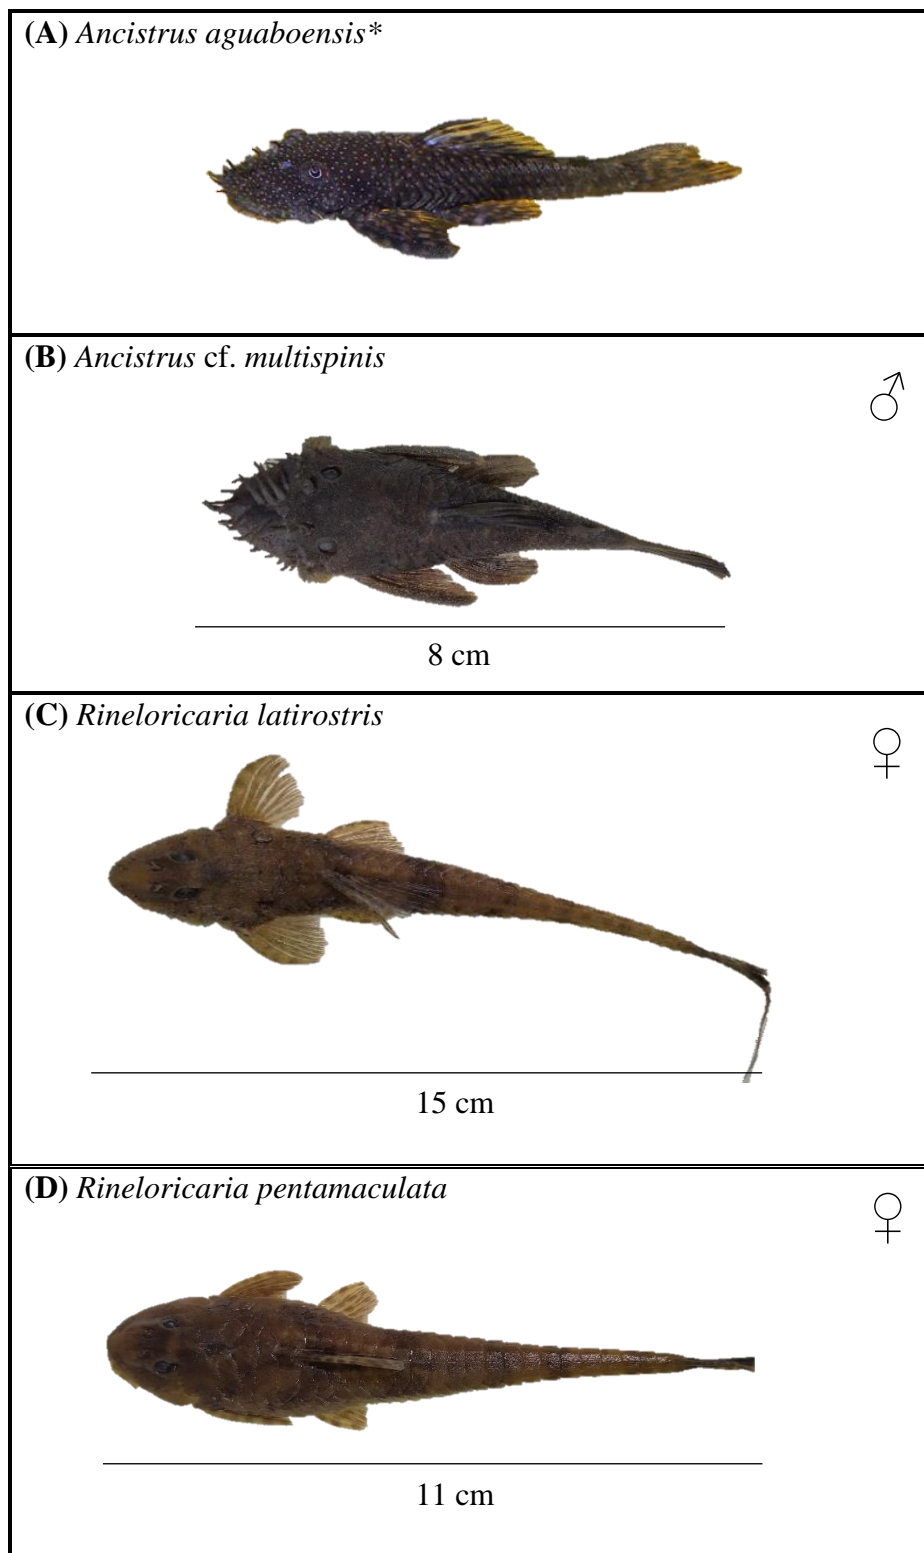 (A) Ancistrus aguaboensis*
(B) Ancistrus cf. multispinis
♂
8 cm
(C) Rineloricaria latirostris
♀
15 cm
(D) Rineloricaria pentamaculata
♀
11 cm